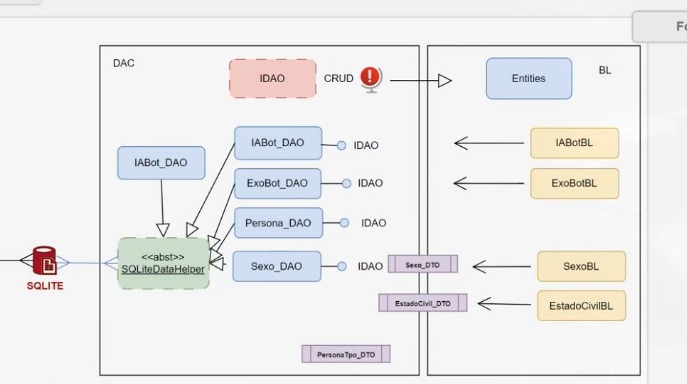 Fo
DAC
IDAO
CRUD
Entities
BL
IABot_DAO
IDAO
IABotBL
IABot_DAO
ExoBot_DAO
IDAO
ExoBotBL
Persona_DAO
IDAO
<<abst>>
SQLiteDataHelper
Sexo_DAO
IDAO
Sexo_DTO
SexoBL
SQLITE
EstadoCivil_DTO
EstadoCivilBL
PersonaTpo_DTO